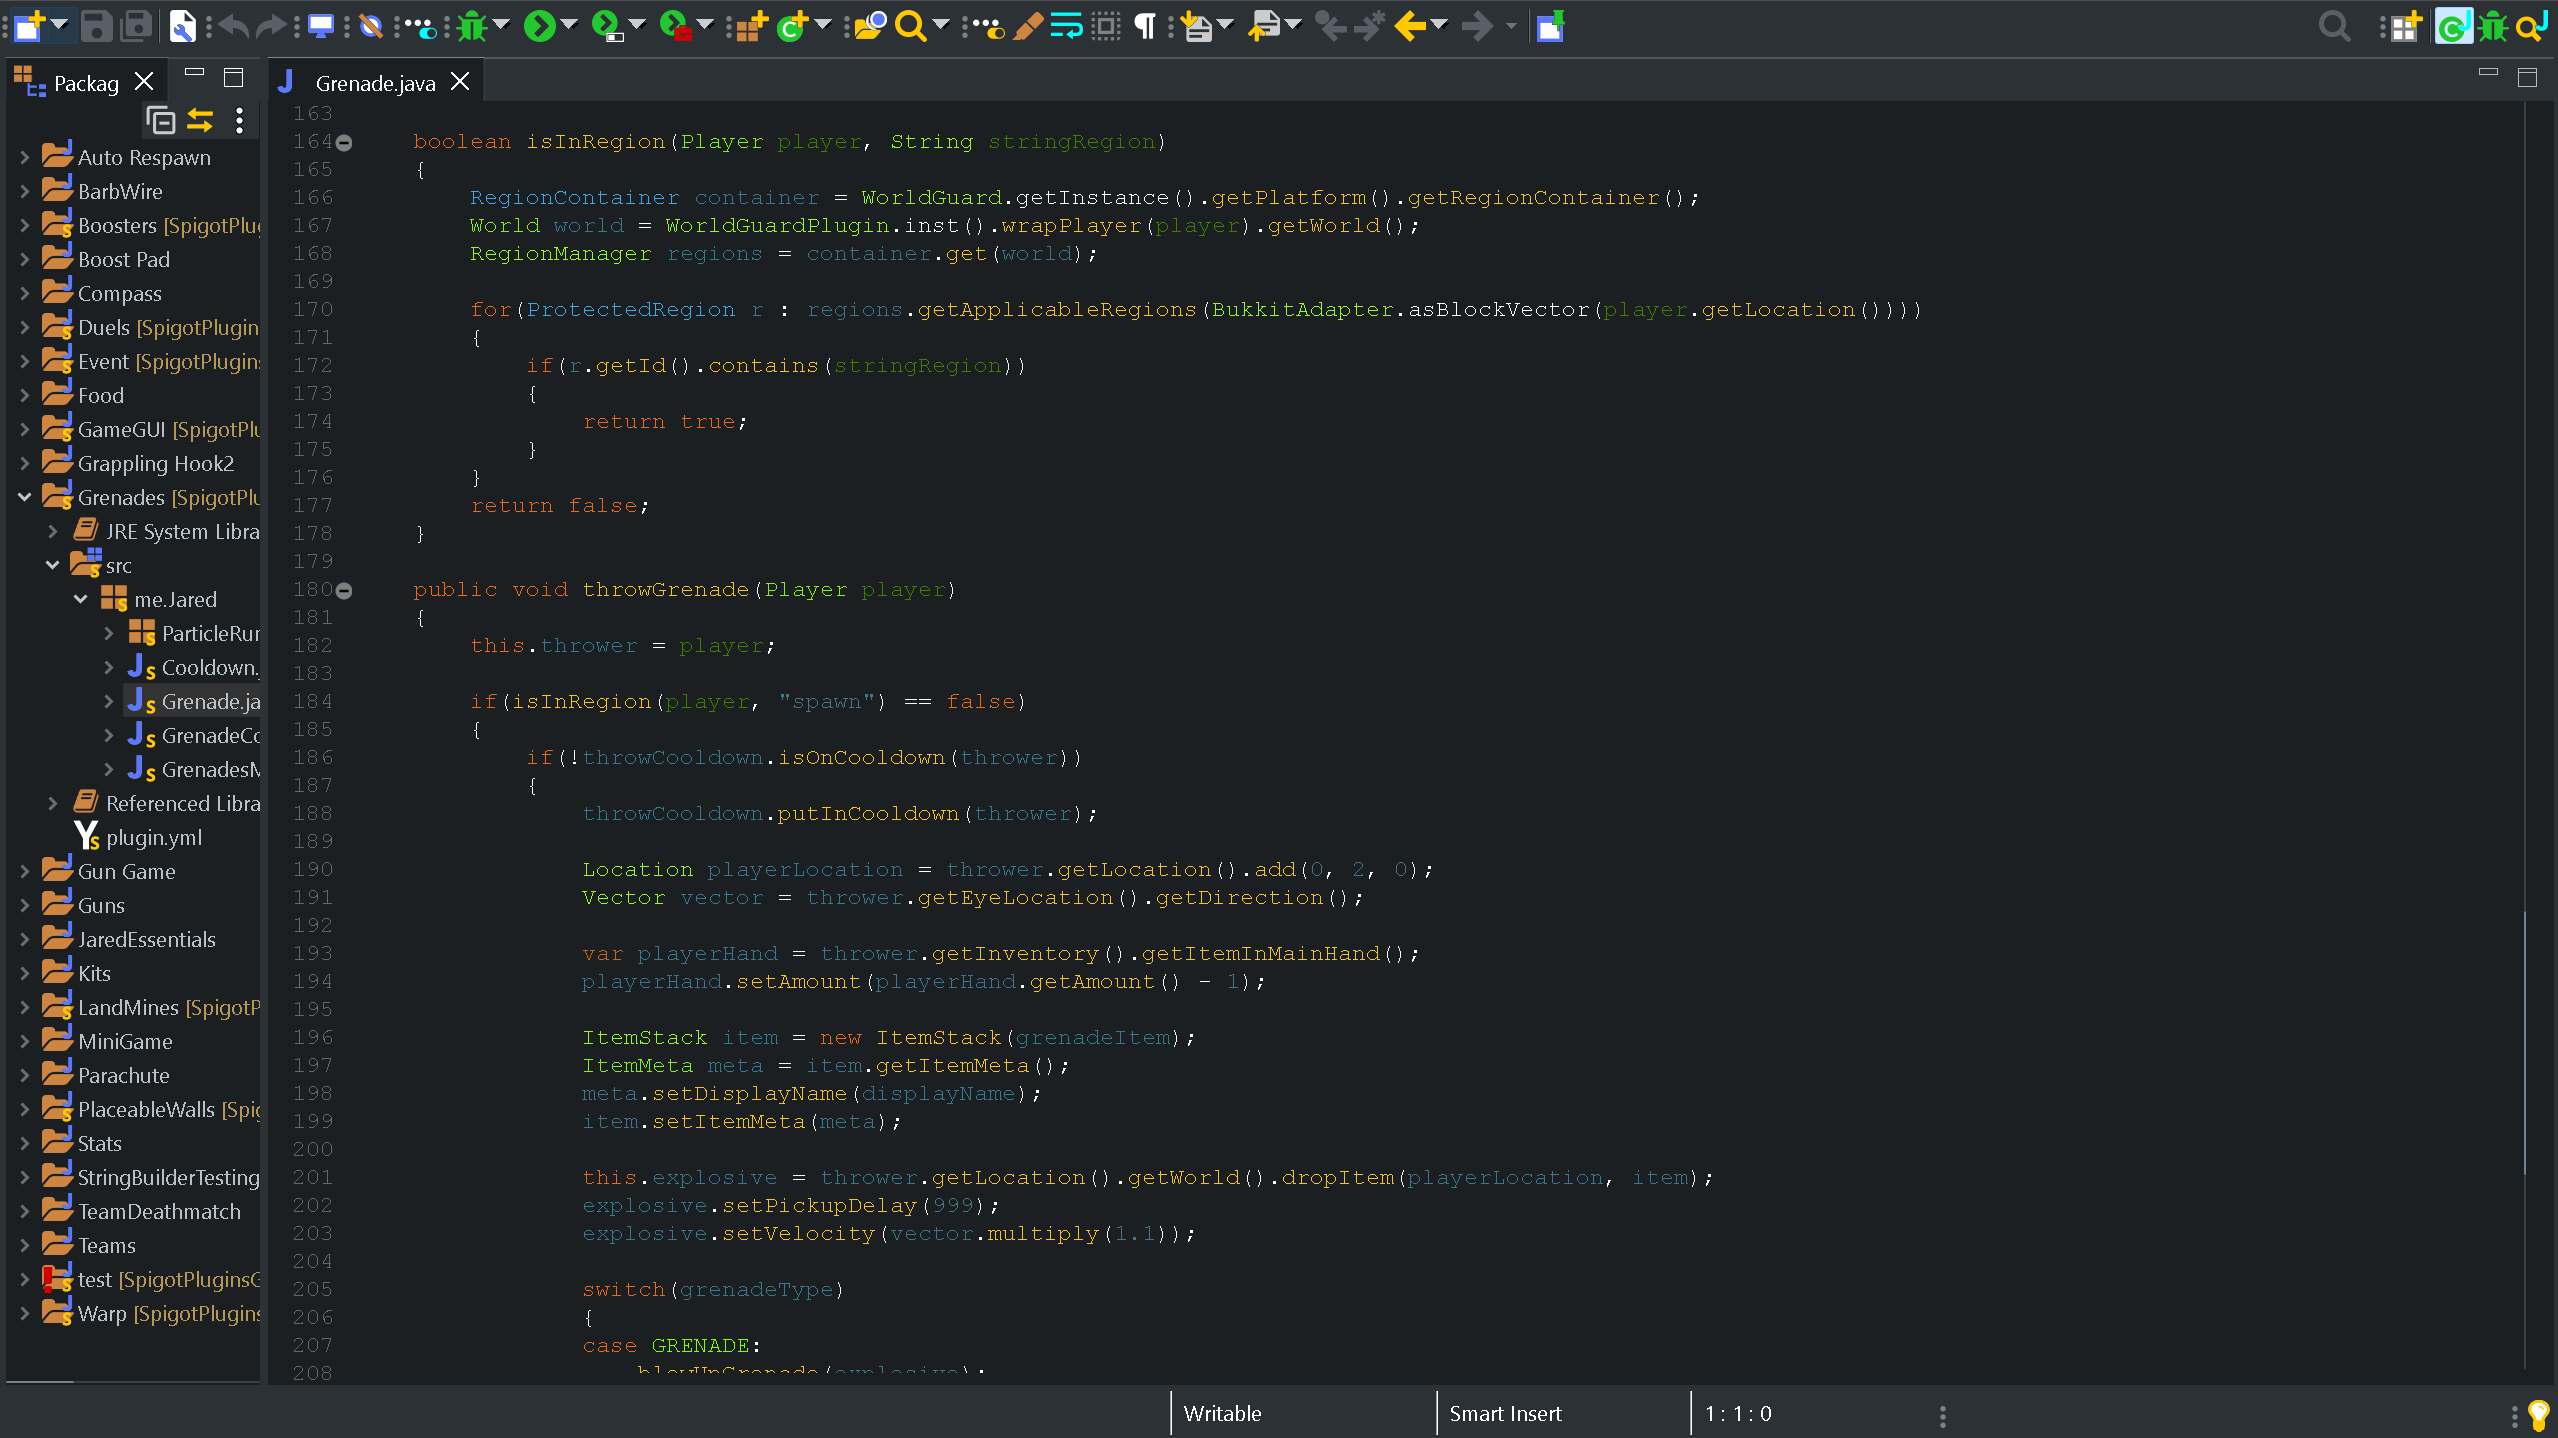 Packag
Grenade.java
Auto Respawn
BarbWire
Boosters [SpigotPlu
Boost Pad
Compass
Duels [SpigotPlugin
Event [SpigotPlugins
Food
GameGUI [SpigotPlu
Grappling Hook2
Grenades [SpigotPlu
JRE System Libra
src
me.Jared
ParticleRun
Cooldown.
Grenade.ja
GrenadeCo
GrenadesM
Referenced Libra
plugin.yml
Gun Game
Guns
JaredEssentials
Kits
LandMines [SpigotP
MiniGame
Parachute
PlaceableWalls [Spig
Stats
StringBuilderTesting
TeamDeathmatch
Teams
test [SpigotPluginsG
Warp [SpigotPlugins
163
164 boolean isInRegion(Player player, String stringRegion)
165 {
166 RegionContainer container = WorldGuard.getInstance().getPlatform().getRegionContainer();
167 World world = WorldGuardPlugin.inst().wrapPlayer(player).getWorld();
168 RegionManager regions = container.get(world);
169
170 for(ProtectedRegion r : regions.getApplicableRegions(BukkitAdapter.asBlockVector(player.getLocation())))
171 {
172 if(r.getId().contains(stringRegion))
173 {
174 return true;
175 }
176 }
177 return false;
178 }
179
180 public void throwGrenade(Player player)
181 {
182 this.thrower = player;
183
184 if(isInRegion(player, "spawn") == false)
185 {
186 if(!throwCooldown.isOnCooldown(thrower))
187 {
188 throwCooldown.putInCooldown(thrower);
189
190 Location playerLocation = thrower.getLocation().add(0, 2, 0);
191 Vector vector = thrower.getEyeLocation().getDirection();
192
193 var playerHand = thrower.getInventory().getItemInMainHand();
194 playerHand.setAmount(playerHand.getAmount() - 1);
195
196 ItemStack item = new ItemStack(grenadeItem);
197 ItemMeta meta = item.getItemMeta();
198 meta.setDisplayName(displayName);
199 item.setItemMeta(meta);
200
201 this.explosive = thrower.getLocation().getWorld().dropItem(playerLocation, item);
202 explosive.setPickupDelay(999);
203 explosive.setVelocity(vector.multiply(1.1));
204
205 switch(grenadeType)
206 {
207 case GRENADE:
208 blowUpGrenade(explosive);
Writable
Smart Insert
1 : 1 : 0